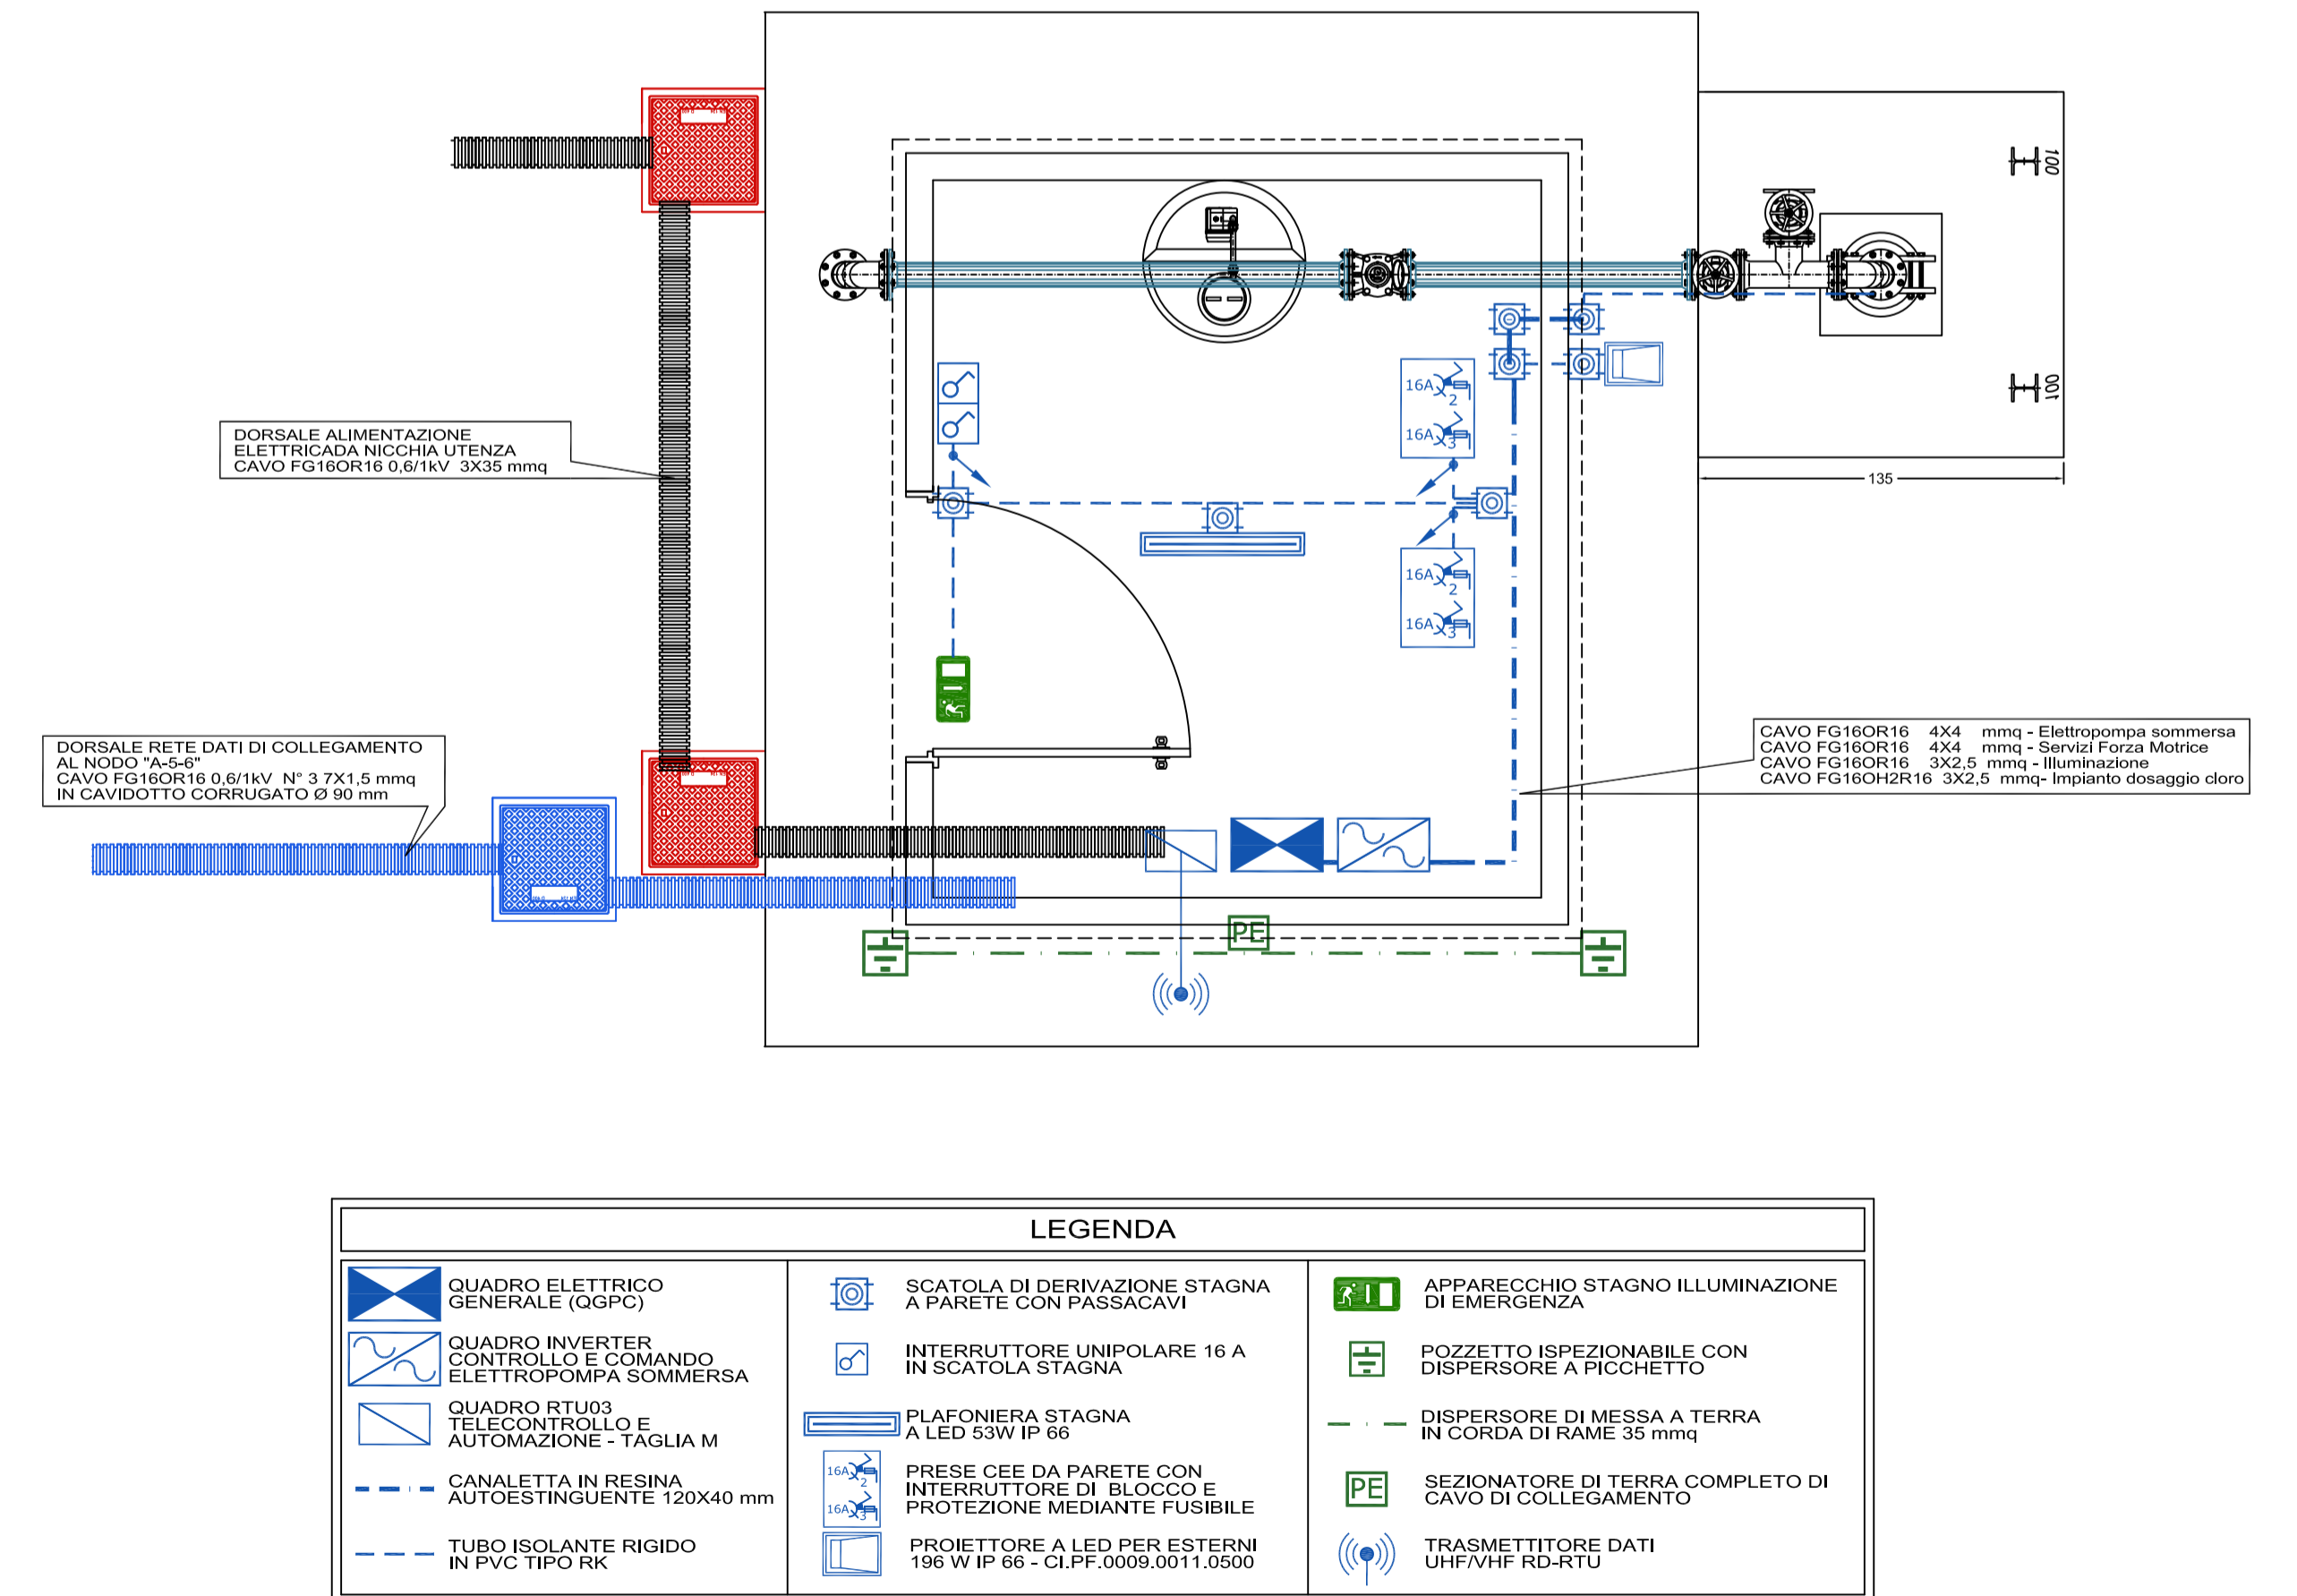 100
DORSALE ALIMENTAZIONE
ELETTRICADA NICCHIA UTENZA
CAVO FG16OR16 0,6/1kV 3X35 mmq
16A
2
16A
3
100
135
16A
2
16A
3
DORSALE RETE DATI DI COLLEGAMENTO
AL NODO "A-5-6"
CAVO FG16OR16 0,6/1kV N° 3 7X1,5 mmq
IN CAVIDOTTO CORRUGATO Ø 90 mm
CAVO FG16OR16 4X4 mmq - Elettropompa sommersa
CAVO FG16OR16 4X4 mmq - Servizi Forza Motrice
CAVO FG16OR16 3X2,5 mmq - Illuminazione
CAVO FG16OH2R16 3X2,5 mmq- Impianto dosaggio cloro
PE
LEGENDA
QUADRO ELETTRICO
GENERALE (QGPC)
QUADRO INVERTER
CONTROLLO E COMANDO
ELETTROPOMPA SOMMERSA
QUADRO RTU03
TELECONTROLLO E
AUTOMAZIONE - TAGLIA M
CANALETTA IN RESINA
AUTOESTINGUENTE 120X40 mm
TUBO ISOLANTE RIGIDO
IN PVC TIPO RK
SCATOLA DI DERIVAZIONE STAGNA
A PARETE CON PASSACAVI
INTERRUTTORE UNIPOLARE 16 A
IN SCATOLA STAGNA
PLAFONIERA STAGNA
A LED 53W IP 66
16A
2
16A
3
PRESE CEE DA PARETE CON
INTERRUTTORE DI BLOCCO E
PROTEZIONE MEDIANTE FUSIBILE
PROIETTORE A LED PER ESTERNI
196 W IP 66 - CI.PF.0009.0011.0500
APPARECCHIO STAGNO ILLUMINAZIONE
DI EMERGENZA
POZZETTO ISPEZIONABILE CON
DISPERSORE A PICCHETTO
DISPERSORE DI MESSA A TERRA
IN CORDA DI RAME 35 mmq
PE
SEZIONATORE DI TERRA COMPLETO DI
CAVO DI COLLEGAMENTO
TRASMETTITORE DATI
UHF/VHF RD-RTU